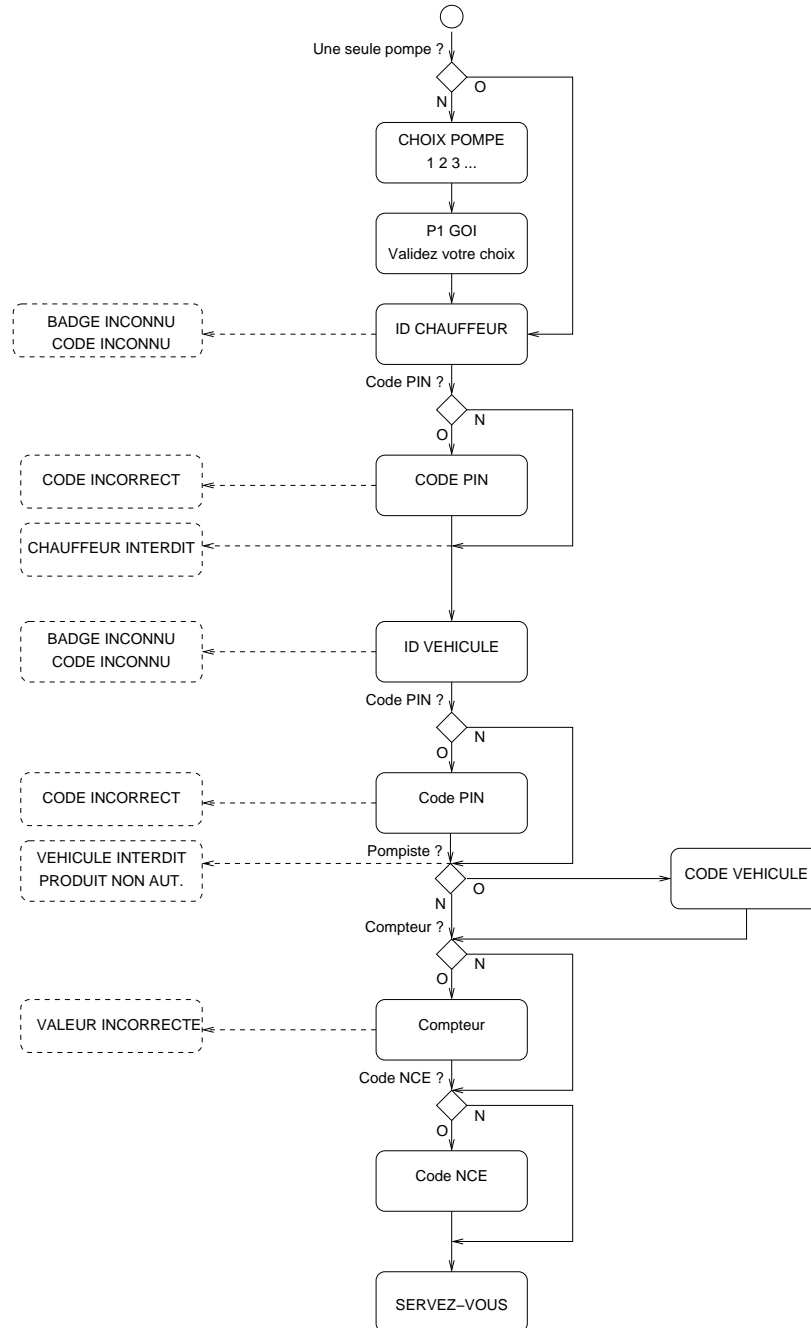 Une seule pompe ?
O
N
CHOIX POMPE
1 2 3 ...
P1 GOI
Validez votre choix
BADGE INCONNU
CODE INCONNU
ID CHAUFFEUR
Code PIN ?
N
O
CODE INCORRECT
CODE PIN
CHAUFFEUR INTERDIT
BADGE INCONNU
CODE INCONNU
ID VEHICULE
Code PIN ?
N
O
CODE INCORRECT
Code PIN
VEHICULE INTERDIT
PRODUIT NON AUT.
Pompiste ?
O
N
CODE VEHICULE
Compteur ?
N
O
VALEUR INCORRECTE
Compteur
Code NCE ?
N
O
Code NCE
SERVEZ−VOUS